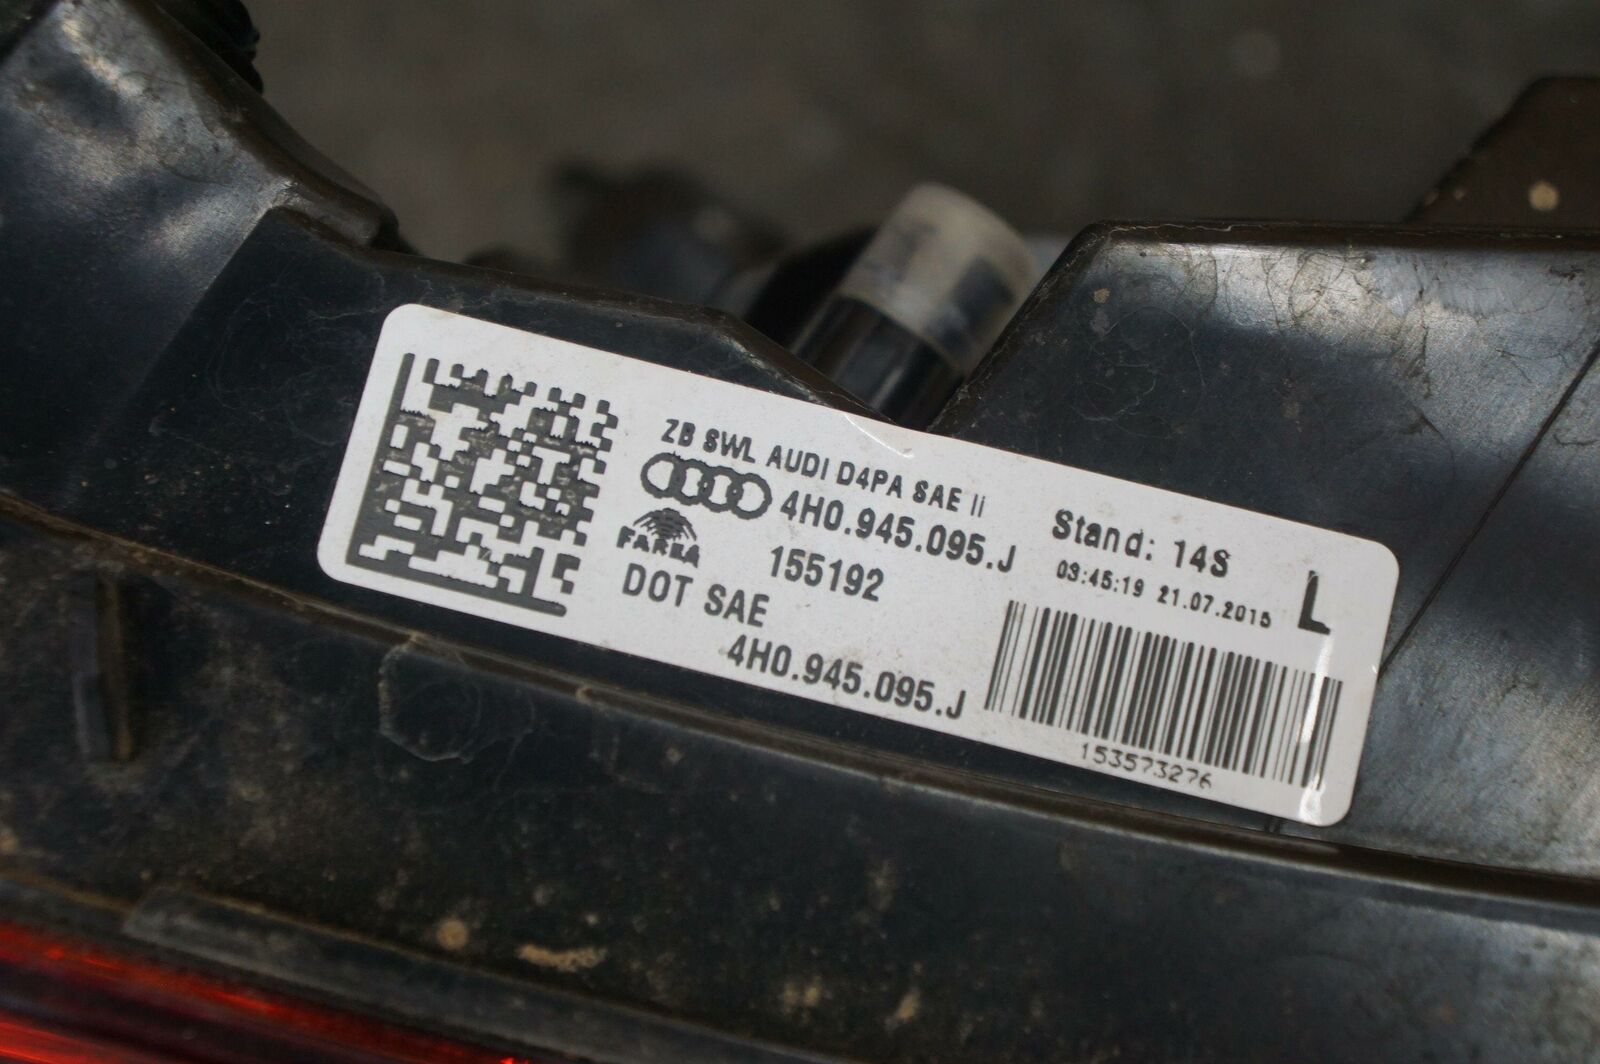 ZB SWL AUDI D4PA SAE II
4H0.945.095.J
FARBA
155192
DOT SAE
4H0.945.095.J
Stand: 14S
03:45:19 21.07.2015
L
153573276